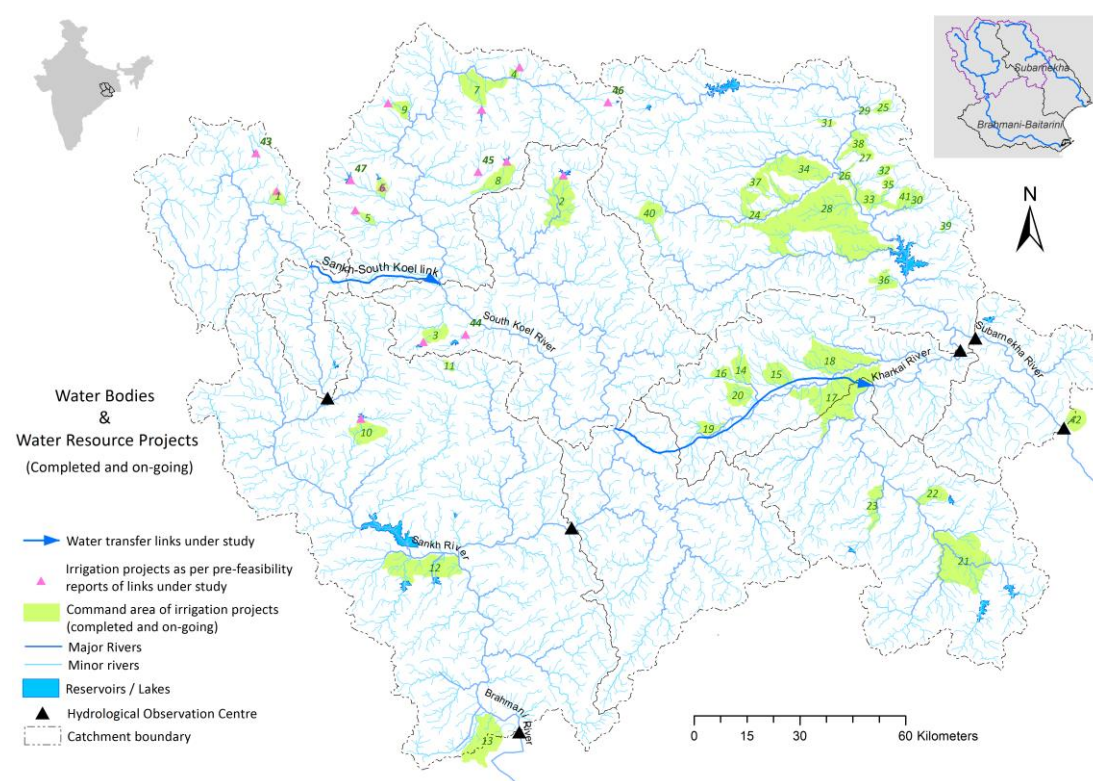 Subarnekha
Brahmani-Baitarini
N
4
7
46
9
29
25
31
43
38
27
45
47
34
32
26
35
37
8
6
1
2
33
41
30
28
5
40
24
39
Sankh-South Koel link
36
44
South Koel River
3
Subarnekha River
11
18
14
16
15
Kharkai River
20
17
Water Bodies
&
Water Resource Projects
(Completed and on-going)
42
10
19
22
23
Water transfer links under study
Sankh River
12
21
Irrigation projects as per pre-feasibility
reports of links under study
Command area of irrigation projects
(completed and on-going)
Major Rivers
Minor rivers
Reservoirs / Lakes
Brahmani River
Hydrological Observation Centre
13
Catchment boundary
0 15 30 60 Kilometers